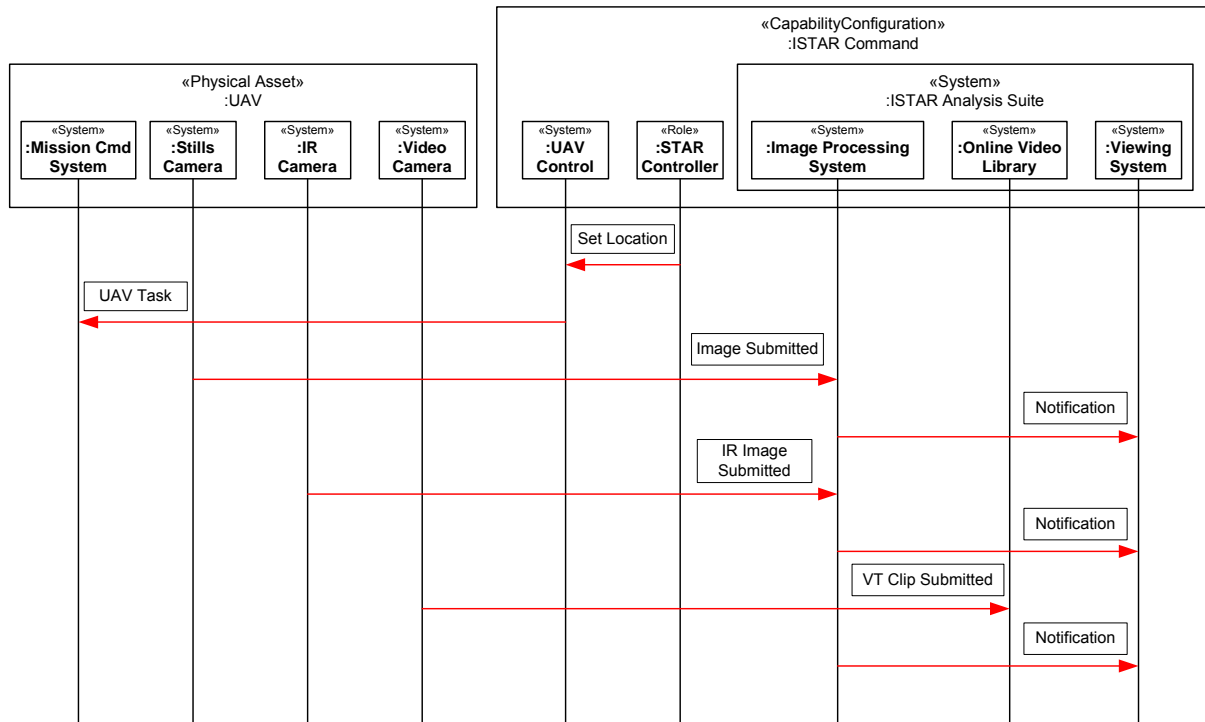 «CapabilityConfiguration»
:ISTAR Command
«Physical Asset»
:UAV
«System»
:ISTAR Analysis Suite
«System»
:Mission Cmd
System
«System»
:Stills
Camera
«System»
:IR
Camera
«System»
:Video
Camera
«System»
:UAV
Control
«Role»
:STAR
Controller
«System»
:Image Processing
System
«System»
:Online Video
Library
«System»
:Viewing
System
Set Location
UAV Task
Image Submitted
Notification
IR Image
Submitted
Notification
VT Clip Submitted
Notification